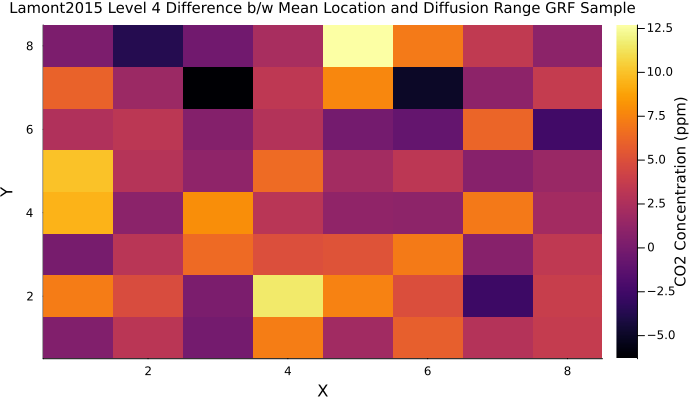 Lamont2015 Level 4 Difference b/w Mean Location and Diffusion Range GRF Sample
8
6
4
2
Y
2 4 6 8
X
12.5
10.0
7.5
5.0
2.5
0
−2.5
−5.0
CO2 Concentration (ppm)